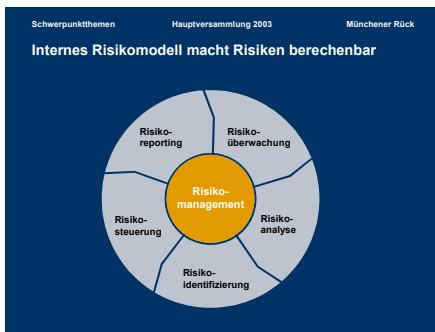 Schwerpunktthemen Hauptversammlung 2003 Münchener Rück
Internes Risikomodell macht Risiken berechenbar
Risiko-
reporting
Risiko-
überwachung
Risiko-
management
Risiko-
steuerung
Risiko-
analyse
Risiko-
identifizierung